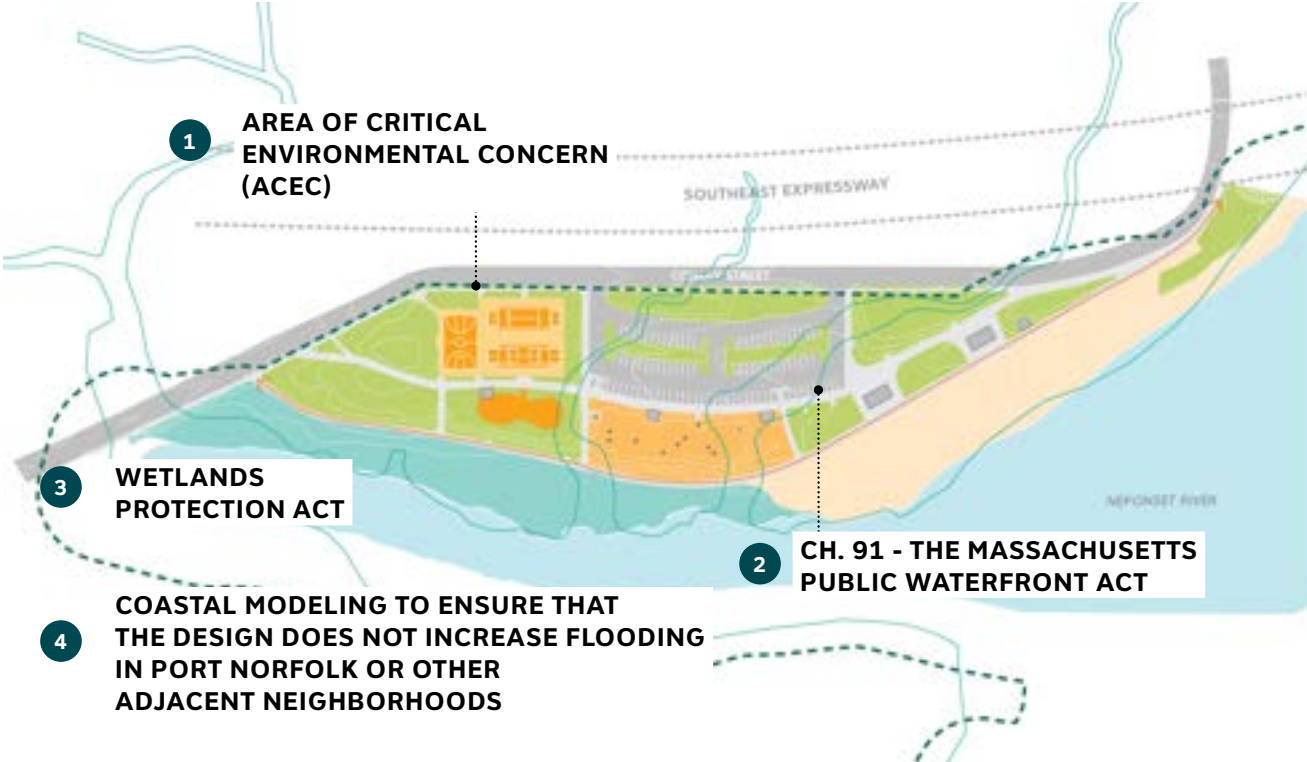 1
AREA OF CRITICAL
ENVIRONMENTAL CONCERN
(ACEC)
SOUTHEAST EXPRESSWAY
STREET
3
WETLANDS
PROTECTION ACT
NEPONSET RIVER
2
CH. 91 - THE MASSACHUSETTS
PUBLIC WATERFRONT ACT
4
COASTAL MODELING TO ENSURE THAT
THE DESIGN DOES NOT INCREASE FLOODING
IN PORT NORFOLK OR OTHER
ADJACENT NEIGHBORHOODS